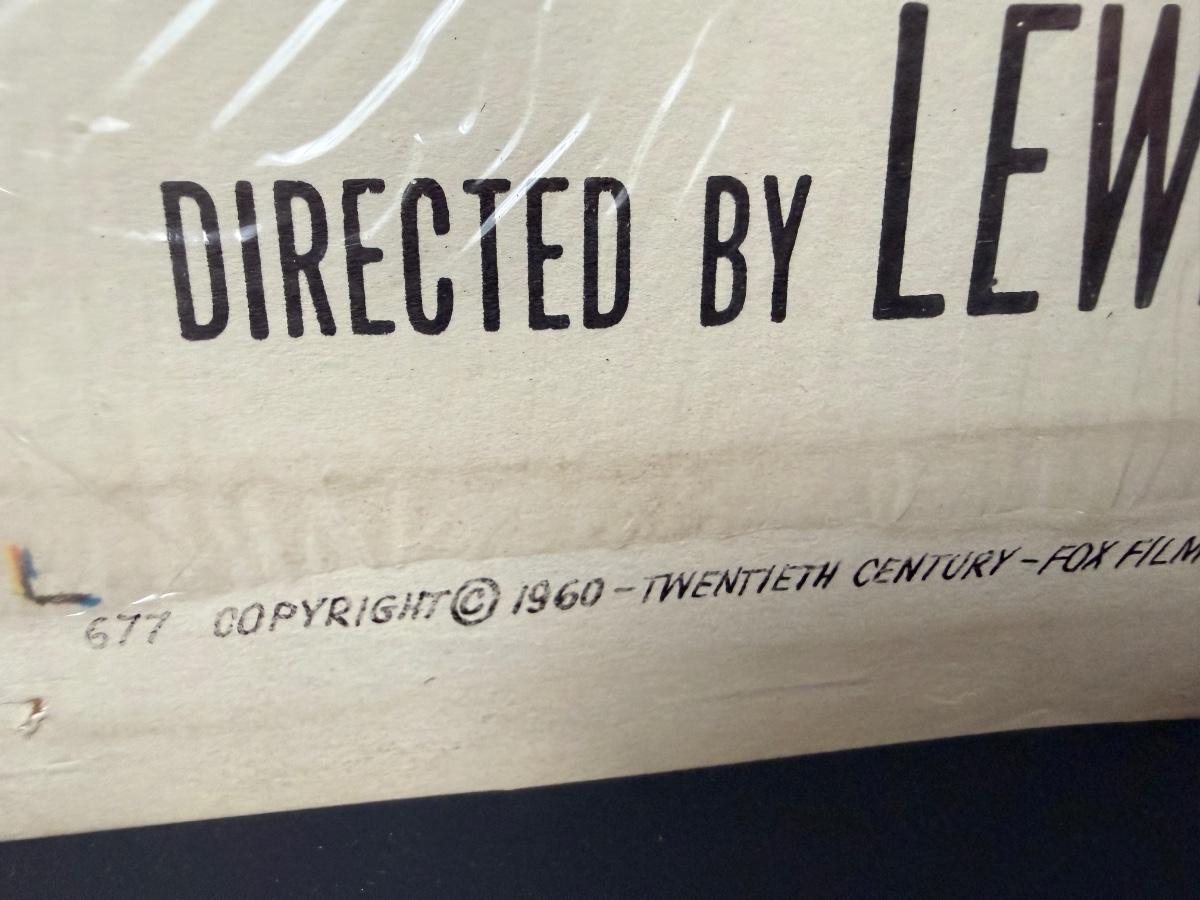 DIRECTED BY LEW
677 COPYRIGHT © 1960 - TWENTIETH CENTURY - FOX FILM